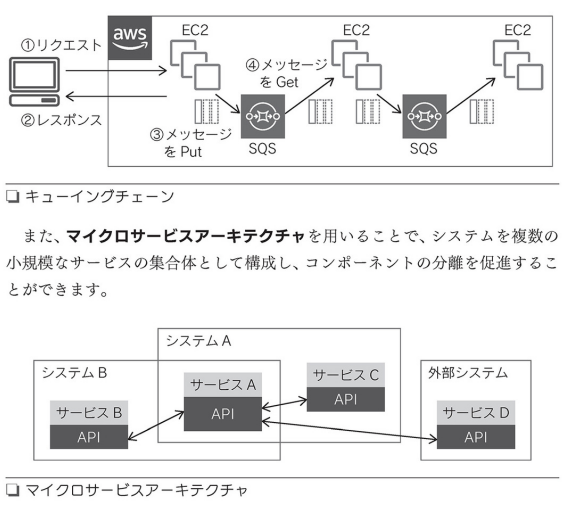 aws
EC2
EC2
EC2
①リクエスト
④メッセージ
を Get
②レスポンス
③メッセージ
を Put
SQS
SQS
❏ キューイングチェーン
また、マイクロサービスアーキテクチャを用いることで、システムを複数の
小規模なサービスの集合体として構成し、コンポーネントの分離を促進するこ
とができます。
システム A
システム B
サービス A
API
サービス C
API
外部システム
サービス B
API
サービス D
API
❏ マイクロサービスアーキテクチャ